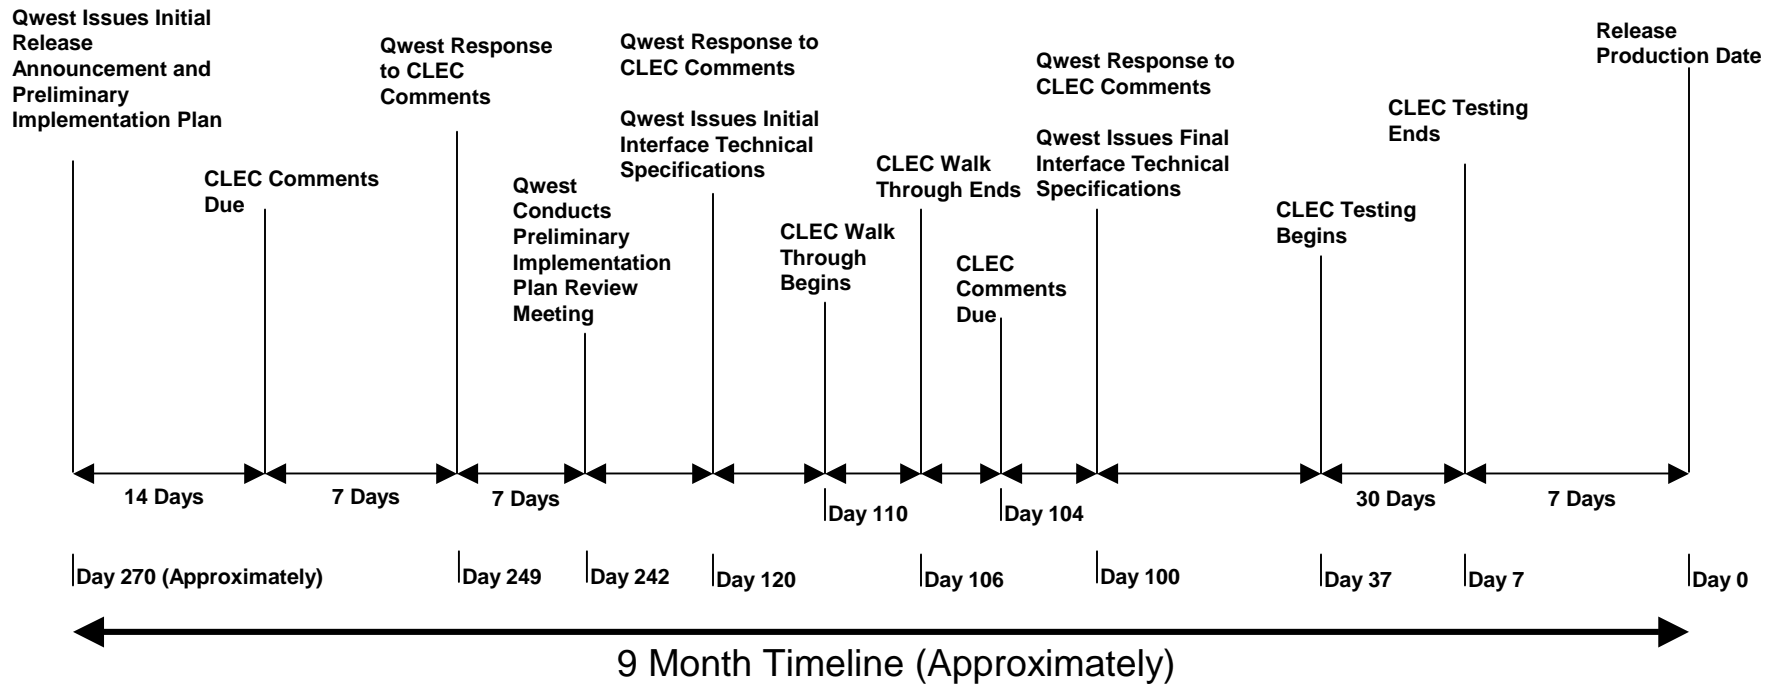 Qwest Issues Initial
Release
Announcement and
Preliminary
Implementation Plan
CLEC Comments
Due
Qwest Response
to CLEC
Comments
Qwest
Conducts
Preliminary
Implementation
Plan Review
Meeting
Qwest Response to
CLEC Comments
Qwest Issues Initial
Interface Technical
Specifications
CLEC Walk
Through
Begins
CLEC Walk
Through Ends
CLEC
Comments
Due
Qwest Response to
CLEC Comments
Qwest Issues Final
Interface Technical
Specifications
CLEC Testing
Begins
CLEC Testing
Ends
Release
Production Date
14 Days
7 Days
7 Days
30 Days
7 Days
Day 110
Day 104
Day 270 (Approximately)
Day 249
Day 242
Day 120
Day 106
Day 100
Day 37
Day 7
Day 0
9 Month Timeline (Approximately)